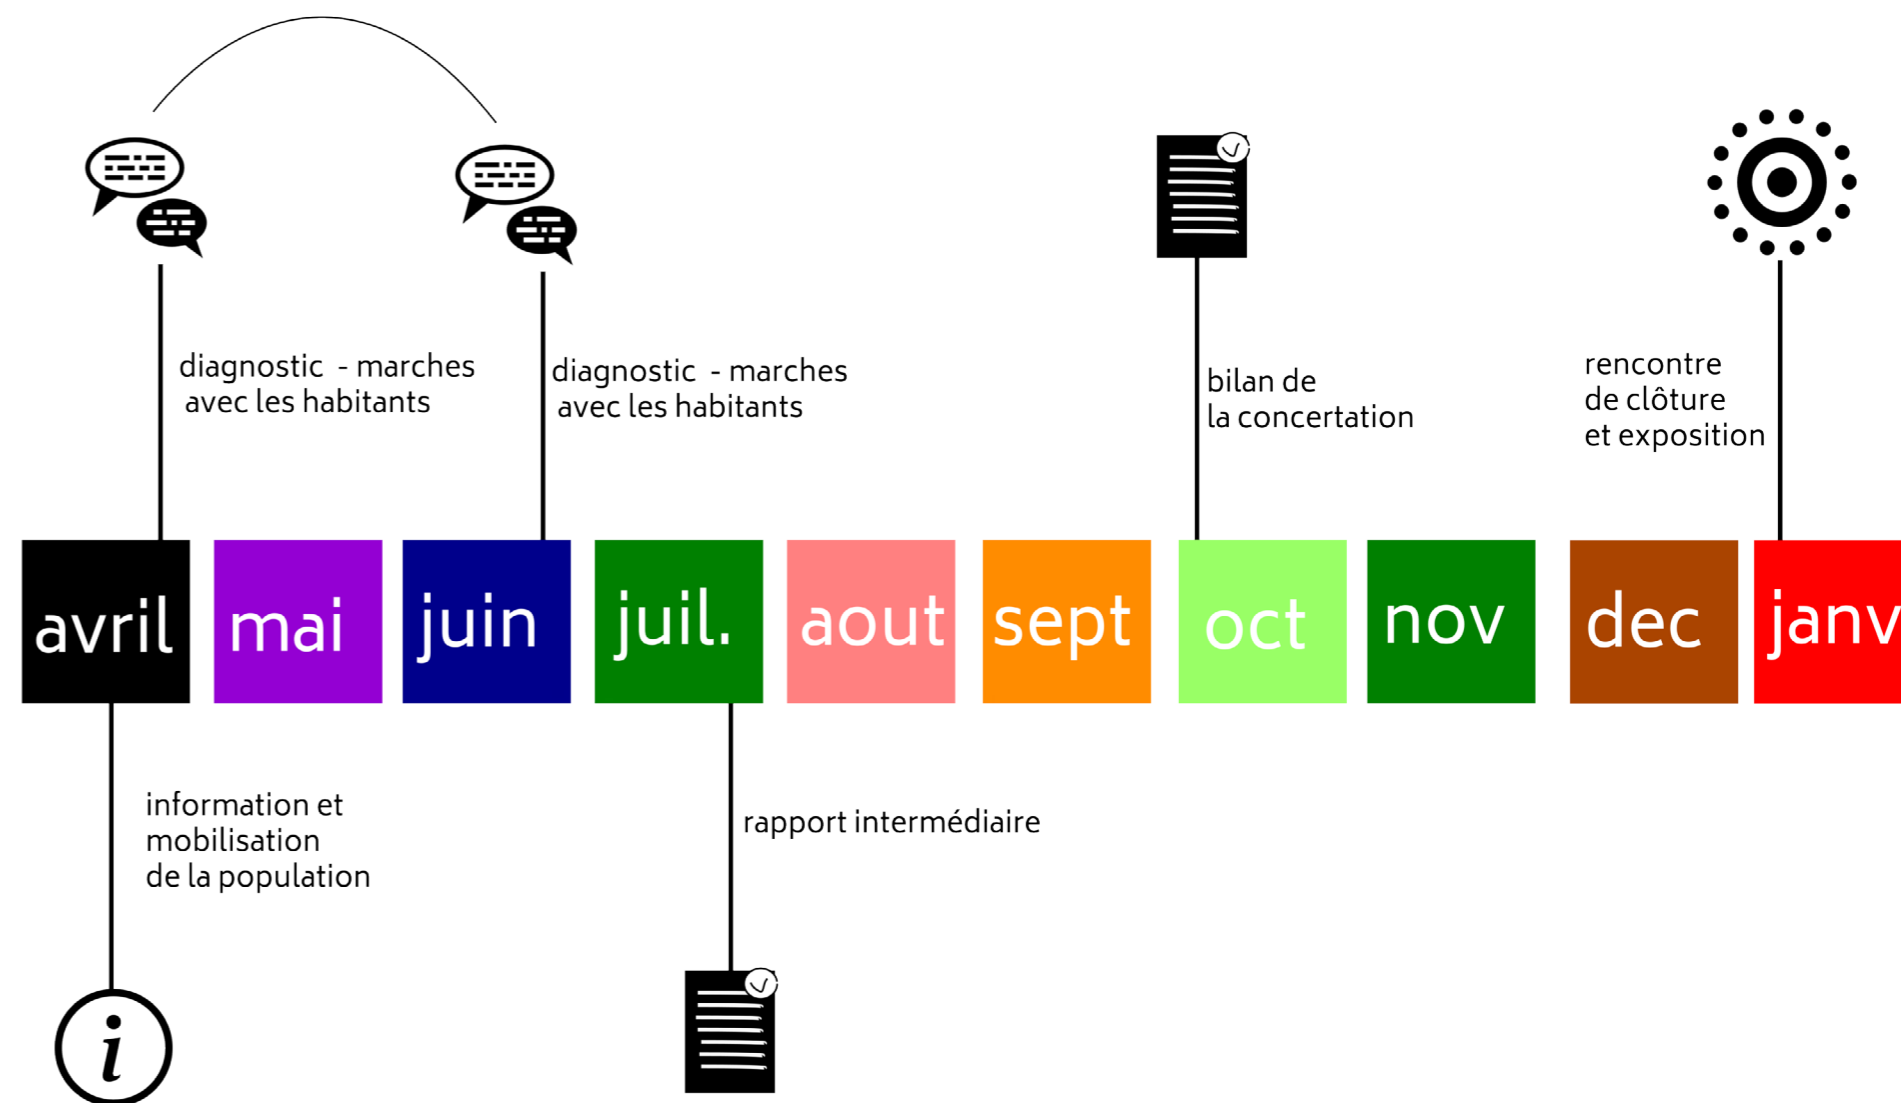 diagnostic - marches
avec les habitants
diagnostic - marches
avec les habitants
bilan de
la concertation
rencontre
de clôture
et exposition
avril
mai
juin
juil.
aout
sept
oct
nov
dec
janv
information et
mobilisation
de la population
rapport intermédiaire
i